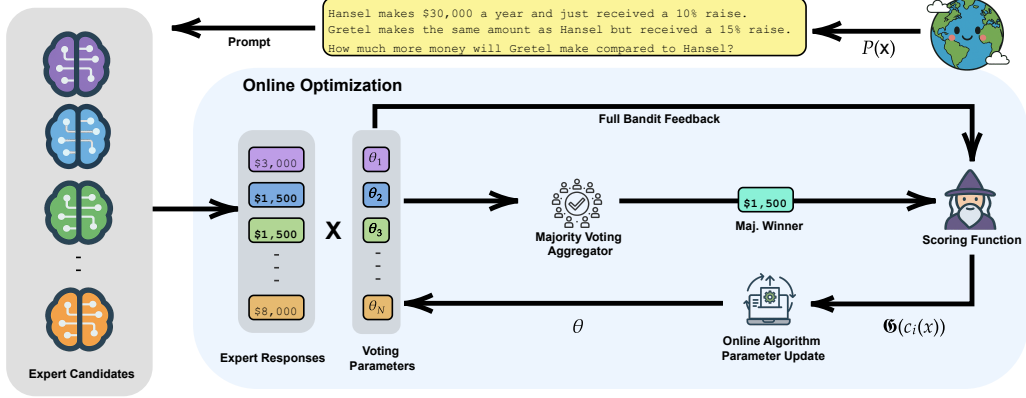 Hansel makes $30,000 a year and just received a 10% raise.
Gretel makes the same amount as Hansel but received a 15% raise.
How much more money will Gretel make compared to Hansel?
Prompt
P(x)
Online Optimization
Full Bandit Feedback
$3,000
θ1
$1,500
θ2
$1,500
θ3
X
$8,000
θN
Majority Voting
Aggregator
$1,500
Maj. Winner
Scoring Function
θ
𝕲(ci(x))
Online Algorithm
Parameter Update
Expert Responses
Voting
Parameters
Expert Candidates